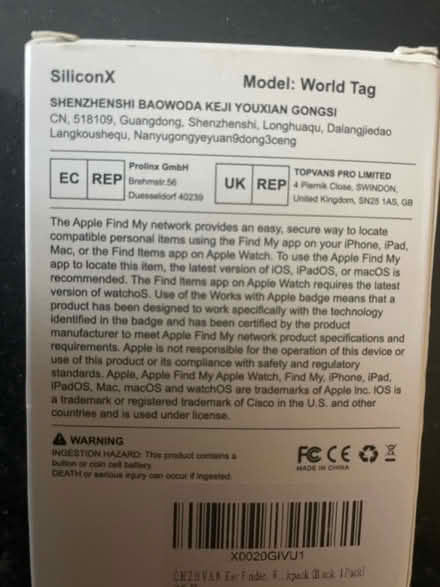 SiliconX
Model: World Tag
SHENZHENSHI BAOWODA KEJI YOUXIAN GONGSI
CN, 518109, Guangdong, Shenzhenshi, Longhuaqu, Dalangjiedao
Langkoushequ, Nanyugongyeyuan9dong3ceng
EC REP
Prolinx GmbH
Brehmstr.56
Duesseldorf 40239
UK REP
TOPVANS PRO LIMITED
4 Piernik Close, SWINDON,
United Kingdom, SN25 1AS, GB
The Apple Find My network provides an easy, secure way to locate
compatible personal items using the Find My app on your iPhone, iPad,
Mac, or the Find Items app on Apple Watch. To use the Apple Find My
app to locate this item, the latest version of iOS, iPadOS, or macOS is
recommended. The Find Items app on Apple Watch requires the latest
version of watchoS. Use of the Works with Apple badge means that a
product has been designed to work specifically with the technology
identified in the badge and has been certified by the product
manufacturer to meet Apple Find My network product specifications and
requirements. Apple is not responsible for the operation of this device or
use of this product or its compliance with safety and regulatory
standards. Apple, Apple Watch, Find My, iPhone, iPad,
iPadOS, Mac, macOS and watchOS are trademarks of Apple Inc. IOS is
a trademark or registered trademark of Cisco in the U.S. and other
countries and is used under license.
WARNING
INGESTION HAZARD: This product contains a
button or coin cell battery.
DEATH or serious injury can occur if ingested.
FC CE
MADE IN CHINA
X0020GIVU1
Key Finder,